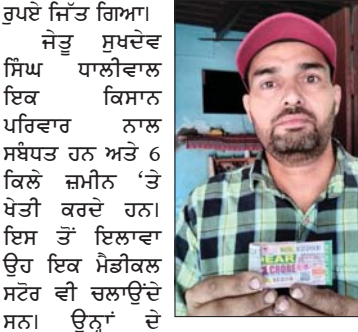 ਰੁਪਏ ਜਿੱਤ ਗਿਆ।
ਜੇਤੂ ਸੁਖਦੇਵ
ਸਿੰਘ ਧਾਲੀਵਾਲ
ਇਕ ਕਿਸਾਨ
ਪਰਿਵਾਰ ਨਾਲ
ਸਬੰਧਤ ਹਨ ਅਤੇ 6
ਕਿਲੇ ਜ਼ਮੀਨ ‘ਤੇ
ਖੇਤੀ ਕਰਦੇ ਹਨ।
ਇਸ ਤੋਂ ਇਲਾਵਾ
ਉਹ ਇਕ ਮੈਡੀਕਲ
ਸਟੋਰ ਵੀ ਚਲਾਉਂਦੇ
ਸਨ। ਉਨ੍ਹਾਂ ਦੇ
EAR
CRORE